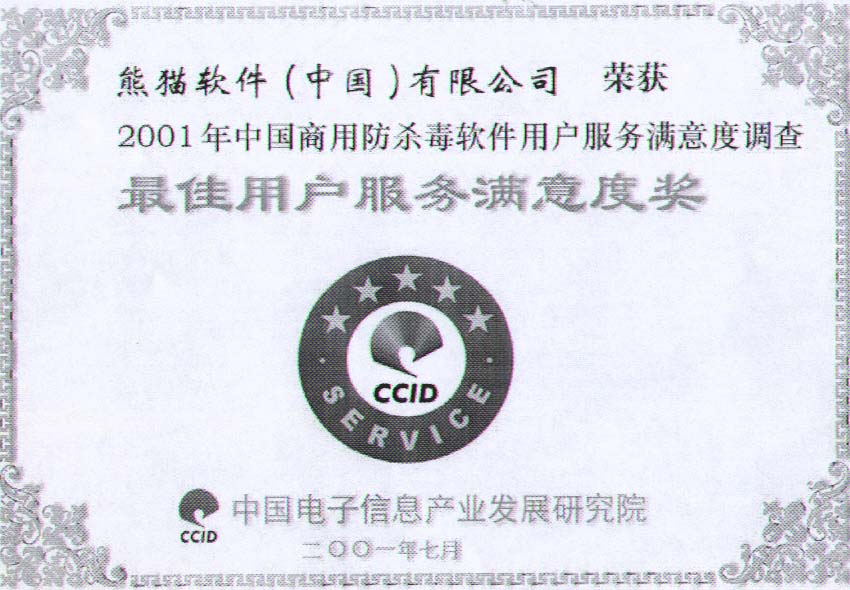 熊猫软件(中国)有限公司 荣获
2001年中国商用防杀毒软件用户服务满意度调查
最佳用户服务满意度奖
CCID
SERVICE
CCID
中国电子信息产业发展研究院
二〇〇一年七月